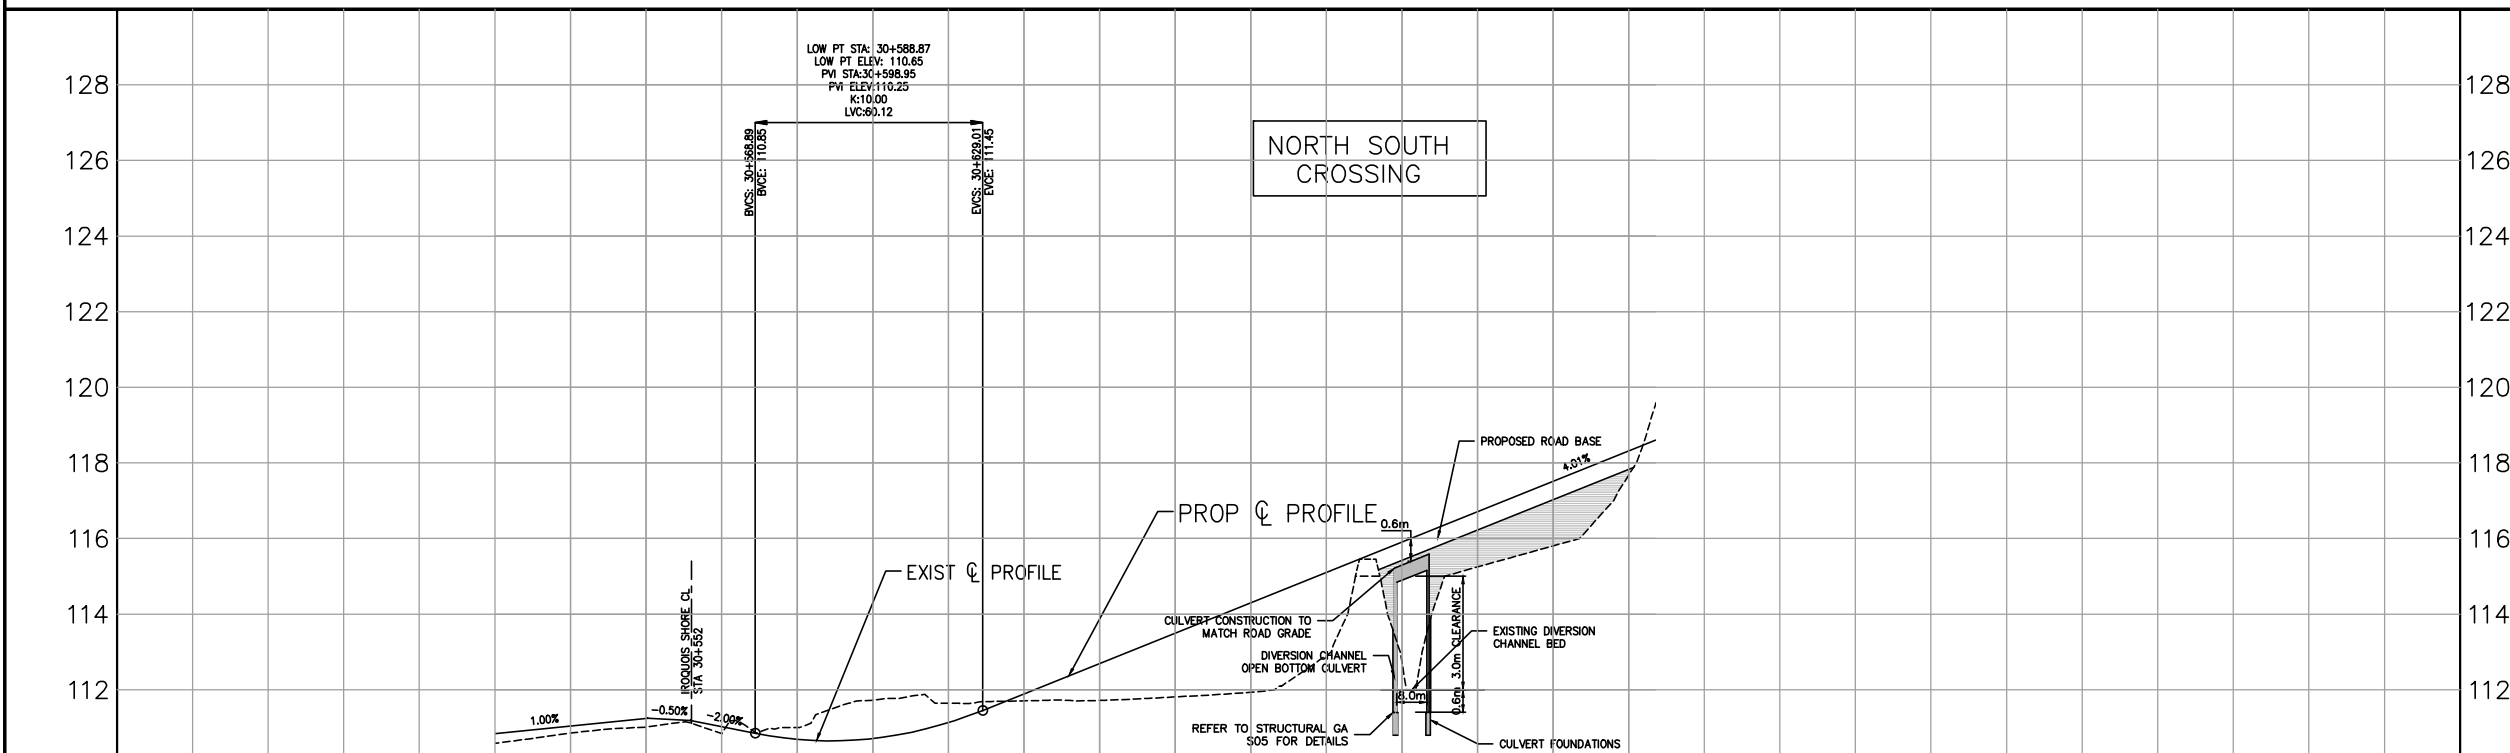 LOW PT STA: 30+588.87
LOW PT ELEV: 110.65
PVI STA:30+598.95
PVI ELEV:110.25
K:10.00
LVC:60.12
BVCS: 30+568.89
BVCE: 110.85
EVCS: 30+629.01
EVCE: 111.45
NORTH SOUTH
CROSSING
128
128
126
126
124
124
122
122
120
120
118
118
116
116
114
114
112
112
PROPOSED ROAD BASE
4.01%
PROP ℄ PROFILE
0.6m
EXIST ℄ PROFILE
IROQUOIS SHORE CL
STA 30+552
CULVERT CONSTRUCTION TO
MATCH ROAD GRADE
DIVERSION CHANNEL
OPEN BOTTOM CULVERT
3.0m CLEARANCE
0.6m
EXISTING DIVERSION
CHANNEL BED
1.00%
-0.50%
-2.00%
REFER TO STRUCTURAL GA
S05 FOR DETAILS
CULVERT FOUNDATIONS